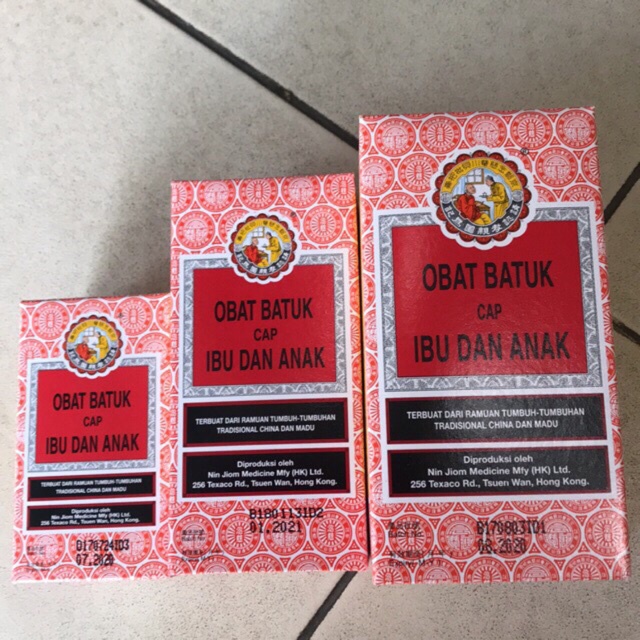 OBAT BATUK
CAP
IBU DAN ANAK
TERBUAT DARI RAMUAN TUMBUH-TUMBUHAN
TRADISIONAL CHINA DAN MADU
Diproduksi oleh
Nin Jiom Medicine Mfy (HK) Ltd.
256 Texaco Rd., Tsuen Wan, Hong Kong.
07.2020
OBAT BATUK
CAP
IBU DAN ANAK
TERBUAT DARI RAMUAN TUMBUH-TUMBUHAN
TRADISIONAL CHINA DAN MADU
Diproduksi oleh
Nin Jiom Medicine Mfy (HK) Ltd.
256 Texaco Rd., Tsuen Wan, Hong Kong.
01.2021
OBAT BATUK
CAP
IBU DAN ANAK
TERBUAT DARI RAMUAN TUMBUH-TUMBUHAN
TRADISIONAL CHINA DAN MADU
Diproduksi oleh
Nin Jiom Medicine Mfy (HK) Ltd.
256 Texaco Rd., Tsuen Wan, Hong Kong.
Batch No.
08.2020